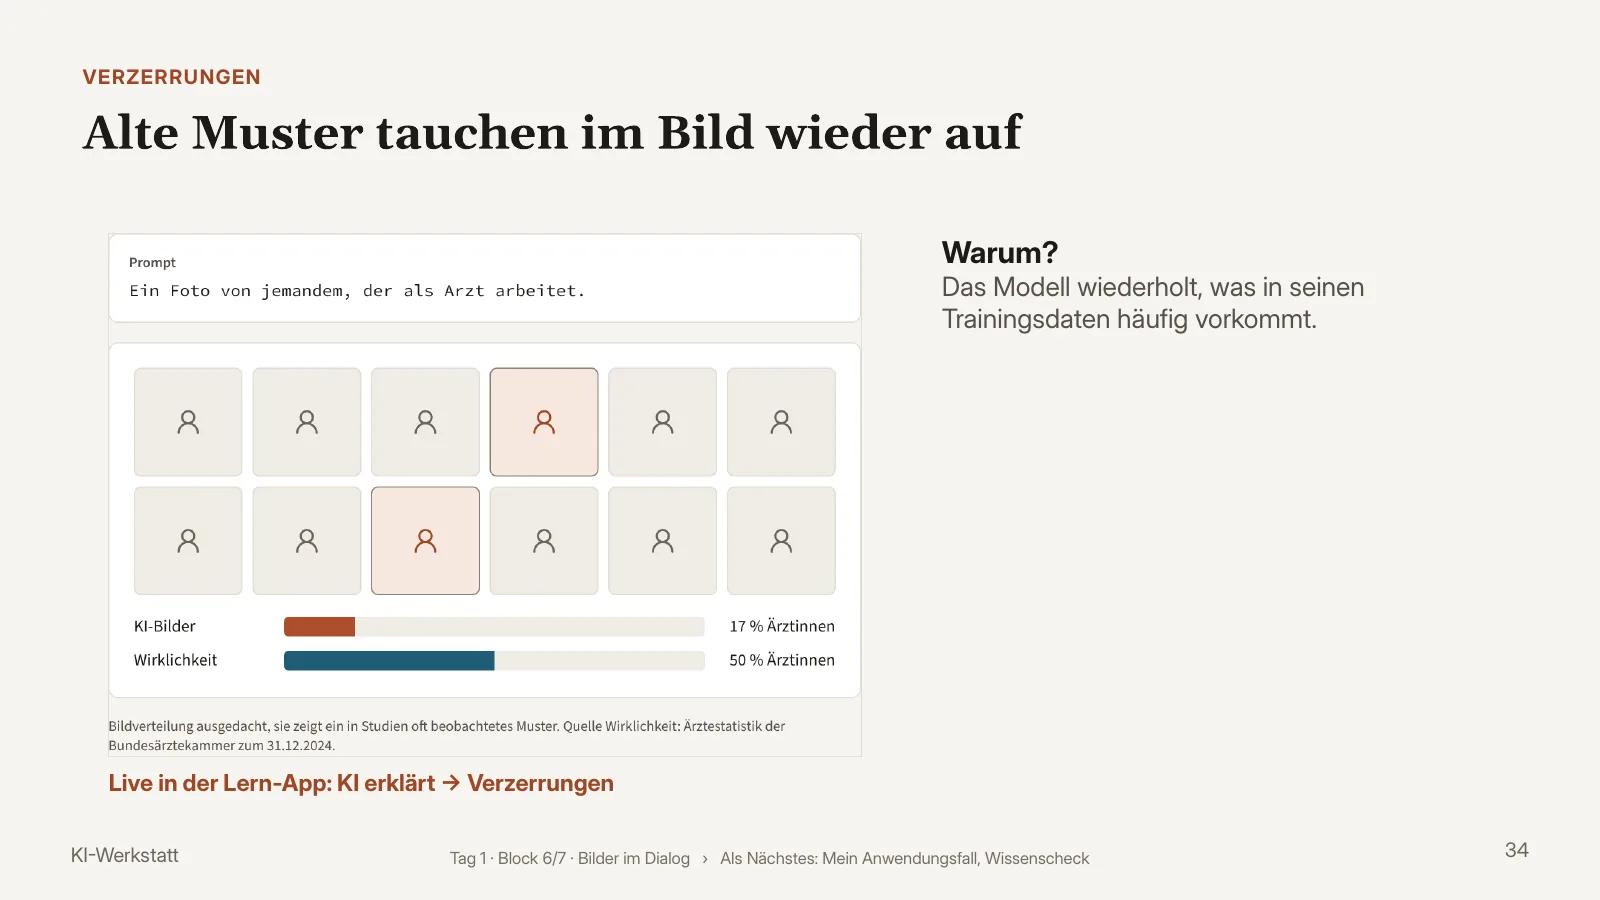 VERZERRUNGEN
Alte Muster tauchen im Bild wieder auf
Prompt
Ein Foto von jemandem, der als Arzt arbeitet.
KI-Bilder
17 % Ärztinnen
Wirklichkeit
50 % Ärztinnen
Bildverteilung ausgedacht, sie zeigt ein in Studien oft beobachtetes Muster. Quelle Wirklichkeit: Ärztestatistik der
Bundesärztekammer zum 31.12.2024.
Live in der Lern-App: KI erklärt → Verzerrungen
Warum?
Das Modell wiederholt, was in seinen
Trainingsdaten häufig vorkommt.
KI-Werkstatt
Tag 1 · Block 6/7 · Bilder im Dialog › Als Nächstes: Mein Anwendungsfall, Wissenscheck
34